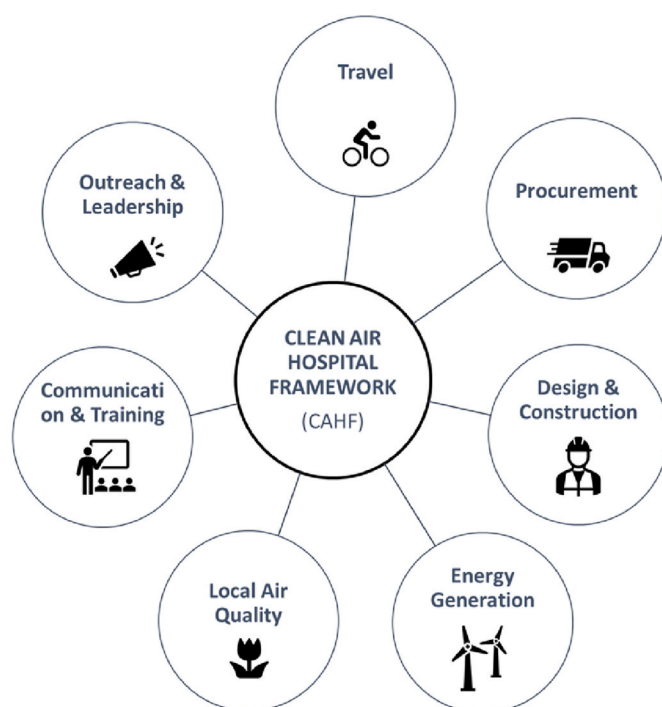 Travel
Procurement
Design &
Construction
Energy
Generation
Local Air
Quality
Communicati
on & Training
Outreach &
Leadership
CLEAN AIR
HOSPITAL
FRAMEWORK
(CAHF)